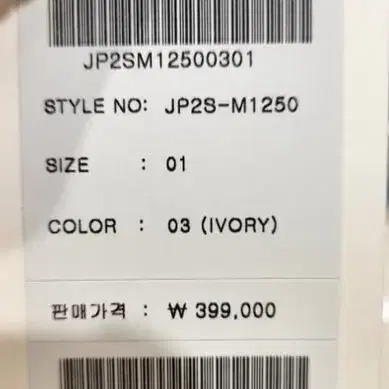 JP2SM12500301
STYLE NO: JP2S-M1250
SIZE : 01
COLOR : 03 (IVORY)
판매가격 : ₩ 399,000